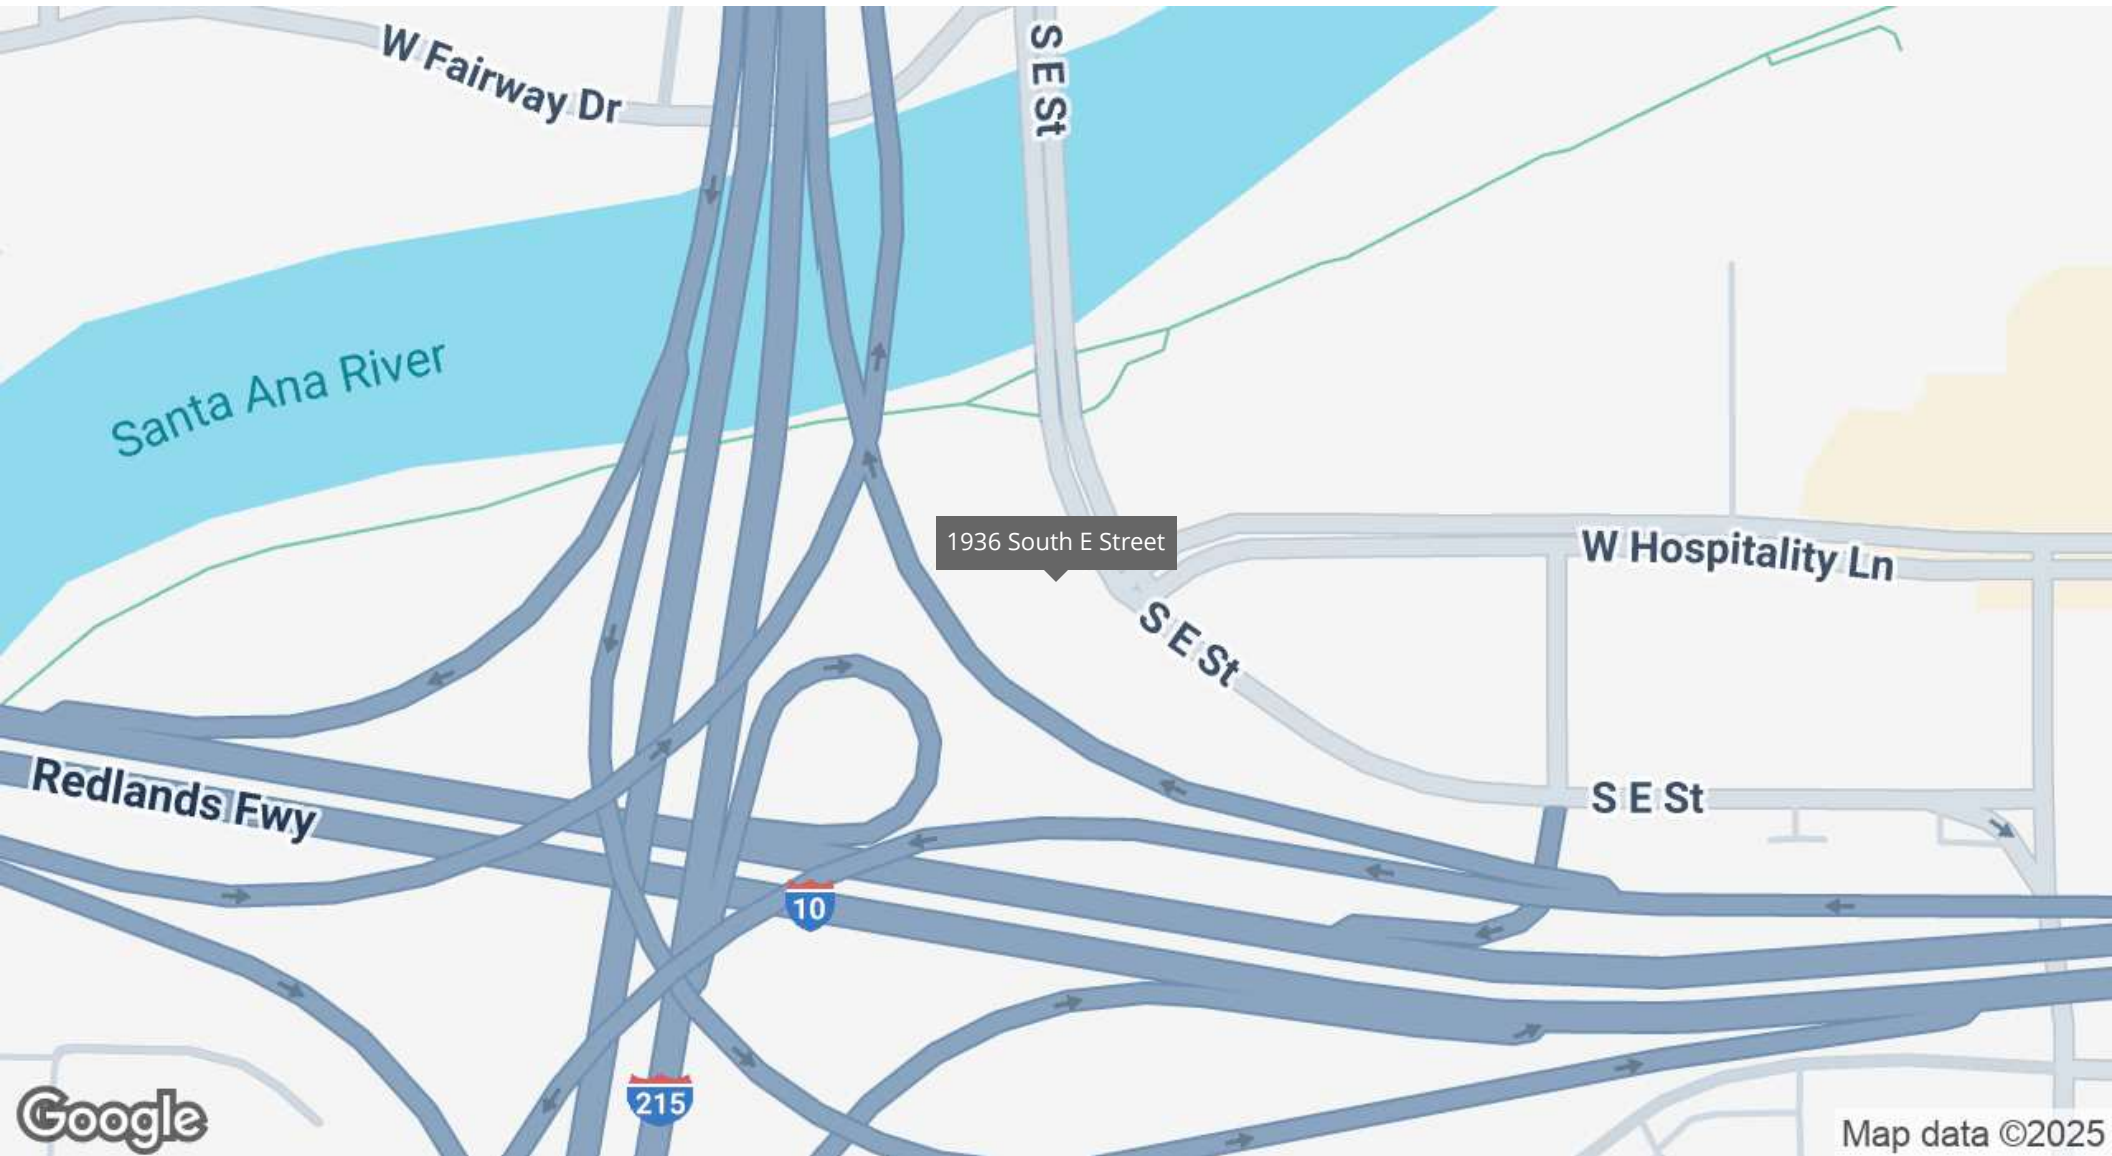 W Fairway Dr
S E St
Santa Ana River
1936 South E Street
W Hospitality Ln
S E St
Redlands Fwy
S E St
10
215
Google
Map data ©2025